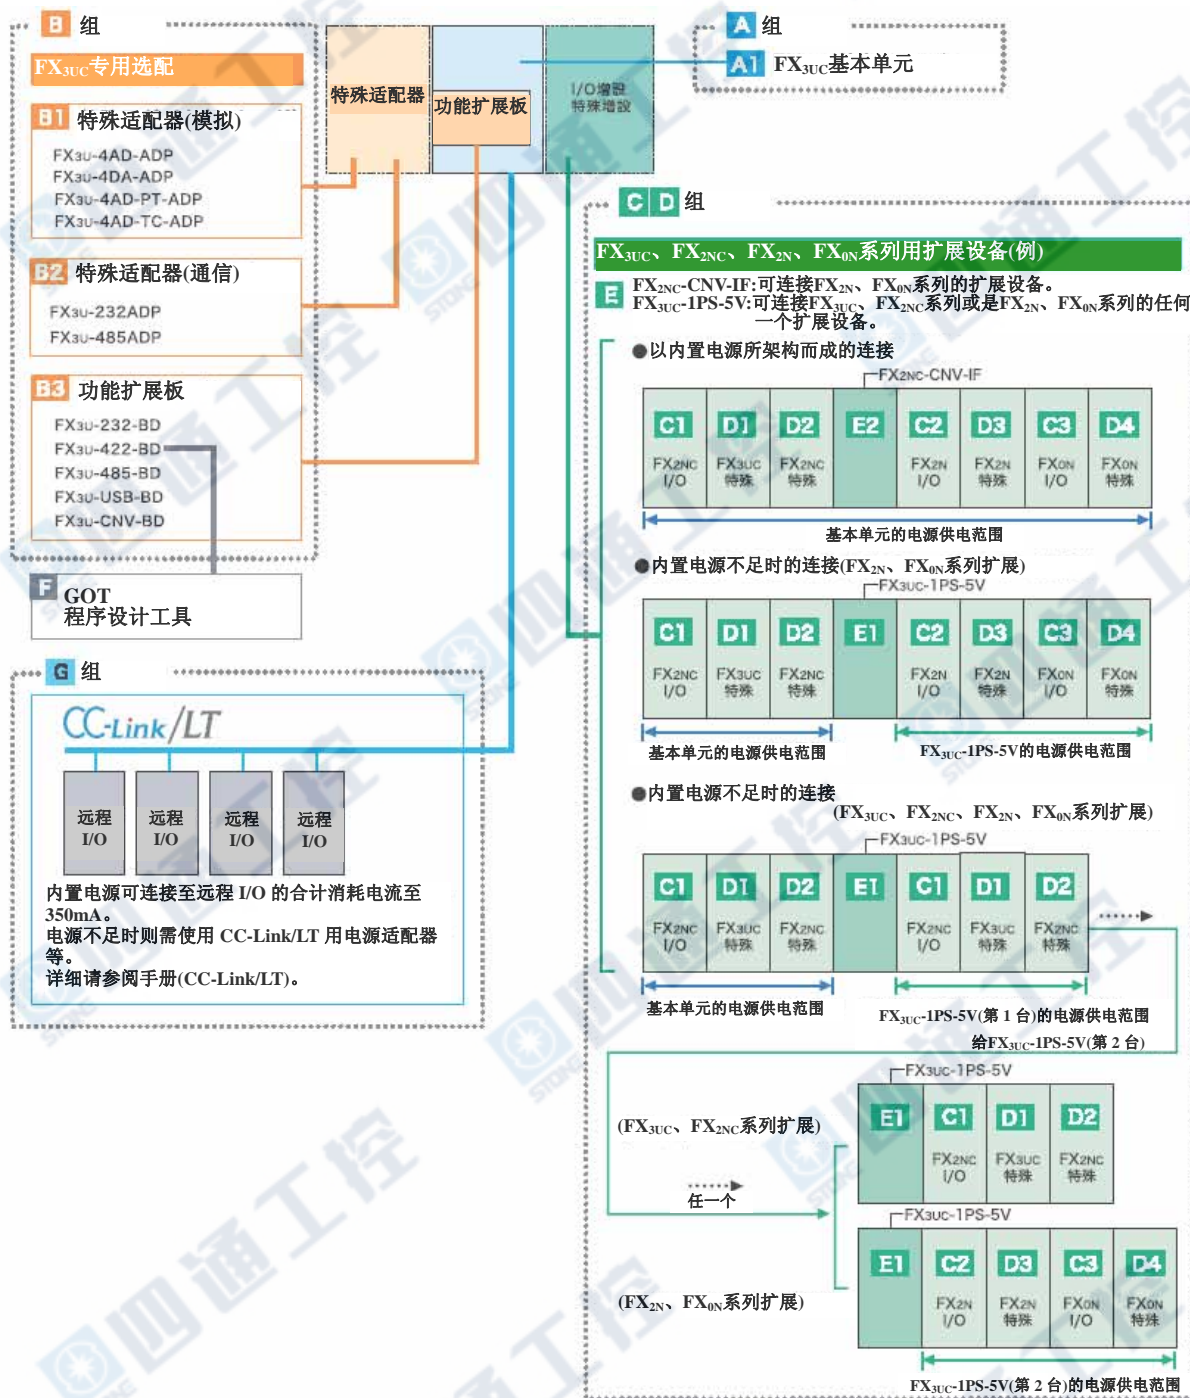 B 组
FX3UC专用选配
B1 特殊适配器(模拟)
FX3U-4AD-ADP
FX3U-4DA-ADP
FX3U-4AD-PT-ADP
FX3U-4AD-TC-ADP
B2 特殊适配器(通信)
FX3U-232ADP
FX3U-485ADP
B3 功能扩展板
FX3U-232-BD
FX3U-422-BD
FX3U-485-BD
FX3U-USB-BD
FX3U-CNV-BD
F GOT
程序设计工具
特殊适配器
功能扩展板
I/O增設
特殊增設
A 组
A1 FX3UC基本单元
G 组
CC-Link/LT
远程 远程 远程 远程
I/O I/O I/O I/O
内置电源可连接至远程 I/O 的合计消耗电流至
350mA。
电源不足时则需使用 CC-Link/LT 用电源适配器
等。
详细请参阅手册(CC-Link/LT)。
C D 组
FX3UC、FX2NC、FX2N、FX0N系列用扩展设备(例)
E FX2NC-CNV-IF:可连接FX2N、FX0N系列的扩展设备。
FX3UC-1PS-5V:可连接FX3UC、FX2NC系列或是FX2N、FX0N系列的任何
一个扩展设备。
●以内置电源所架构而成的连接
FX2NC-CNV-IF
C1 D1 D2 E2 C2 D3 C3 D4
FX2NC FX3UC FX2NC FX2N FX2N FX0N FX0N
I/O 特殊 特殊 I/O 特殊 I/O 特殊
基本单元的电源供电范围
●内置电源不足时的连接(FX2N、FX0N系列扩展)
FX3UC-1PS-5V
C1 D1 D2 E1 C2 D3 C3 D4
FX2NC FX3UC FX2NC FX2N FX2N FX0N FX0N
I/O 特殊 特殊 I/O 特殊 I/O 特殊
基本单元的电源供电范围 FX3UC-1PS-5V的电源供电范围
●内置电源不足时的连接
(FX3UC、FX2NC、FX2N、FX0N系列扩展)
FX3UC-1PS-5V
C1 D1 D2 E1 C1 D1 D2
FX2NC FX3UC FX2NC FX2NC FX3UC FX2NC
I/O 特殊 特殊 I/O 特殊 特殊
基本单元的电源供电范围 FX3UC-1PS-5V(第 1 台)的电源供电范围
给FX3UC-1PS-5V(第 2 台)
FX3UC-1PS-5V
(FX3UC、FX2NC系列扩展)
E1 C1 D1 D2
FX2NC FX3UC FX2NC
I/O 特殊 特殊
任一个
FX3UC-1PS-5V
E1 C2 D3 C3 D4
(FX2N、FX0N系列扩展)
FX2N FX2N FX0N FX0N
I/O 特殊 I/O 特殊
FX3UC-1PS-5V(第 2 台)的电源供电范围
四通工控
STONE